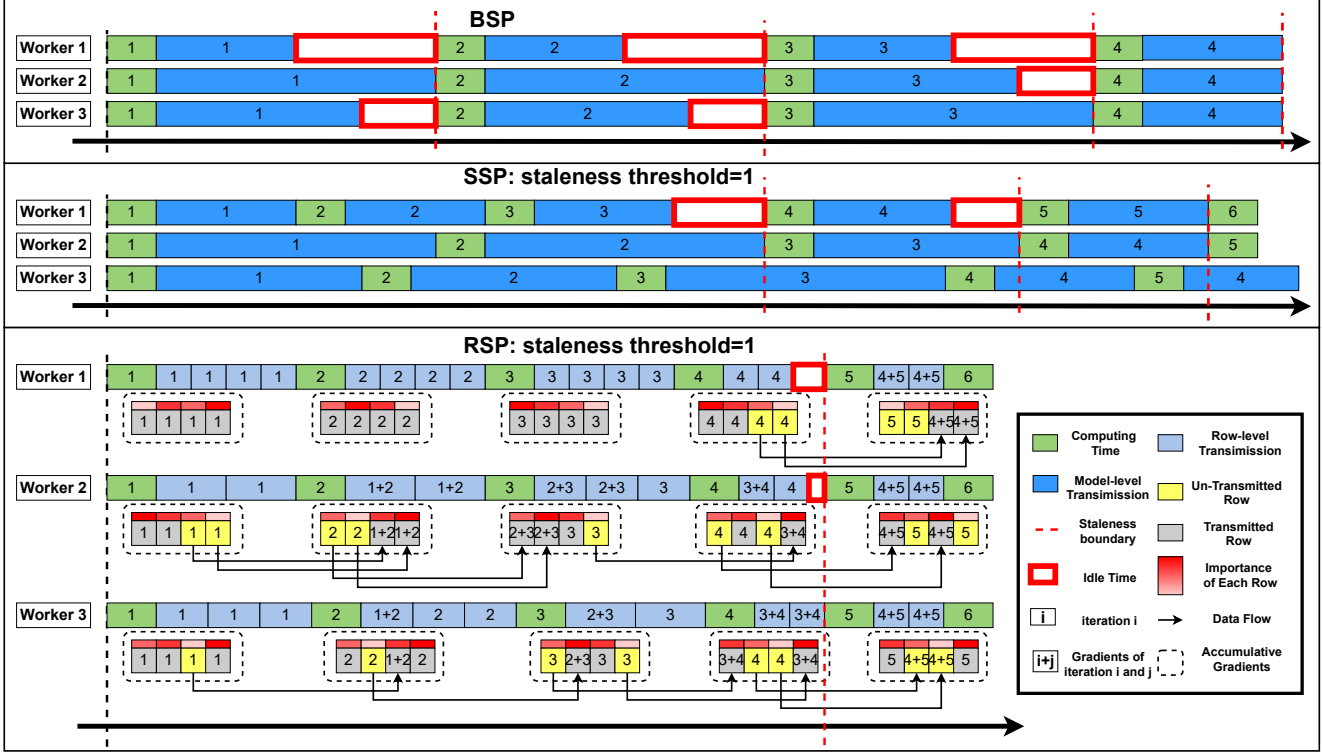 BSP
Worker 1 1 1 2 2 3 3 4 4
Worker 2 1 1 2 2 3 3 4 4
Worker 3 1 1 2 2 3 3 4 4
SSP: staleness threshold=1
Worker 1 1 1 2 2 3 3 4 4 5 5 6
Worker 2 1 1 2 2 3 3 4 4 5
Worker 3 1 1 2 2 3 3 4 4 5 4
RSP: staleness threshold=1
Worker 1 1 1 1 1 1 2 2 2 2 2 3 3 3 3 3 4 4 4 5 4+5 4+5 6
1 1 1 1 2 2 2 2 3 3 3 3 4 4 4 4 5 5 4+5 4+5
Worker 2 1 1 1 2 1+2 1+2 3 2+3 2+3 3 4 3+4 4 5 4+5 4+5 6
1 1 1 1 2 2 1+2 1+2 2+3 2+3 3 3 4 4 4 3+4 4+5 5 4+5 5
Worker 3 1 1 1 1 2 1+2 2 2 3 2+3 3 4 3+4 3+4 5 4+5 4+5 6
1 1 1 1 2 2 1+2 2 3 2+3 3 3 3+4 4 4 3+4 5 4+5 4+5 5
Computing
Time
Row-level
Transimission
Model-level
Transimission
Un-Transmitted
Row
Staleness
boundary
Transmitted
Row
Idle Time
Importance
of Each Row
i iteration i
Data Flow
i+j Gradients of
iteration i and j
Accumulative
Gradients